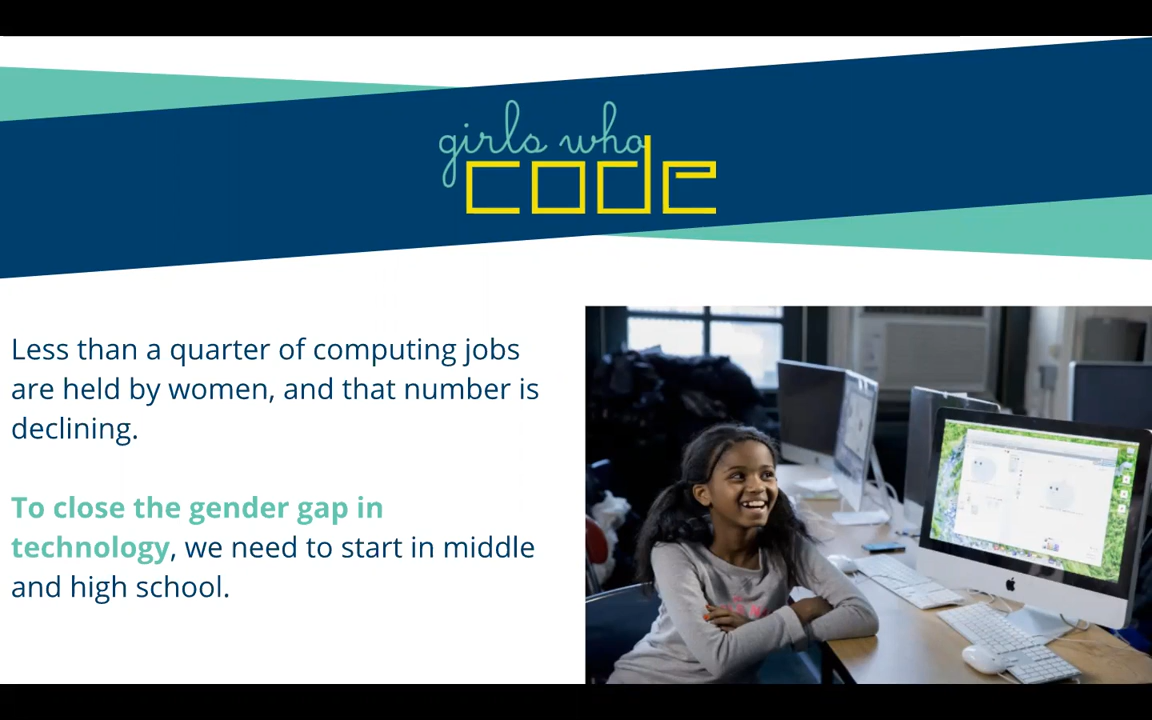 girls who
code
Less than a quarter of computing jobs
are held by women, and that number is
declining.
To close the gender gap in
technology, we need to start in middle
and high school.